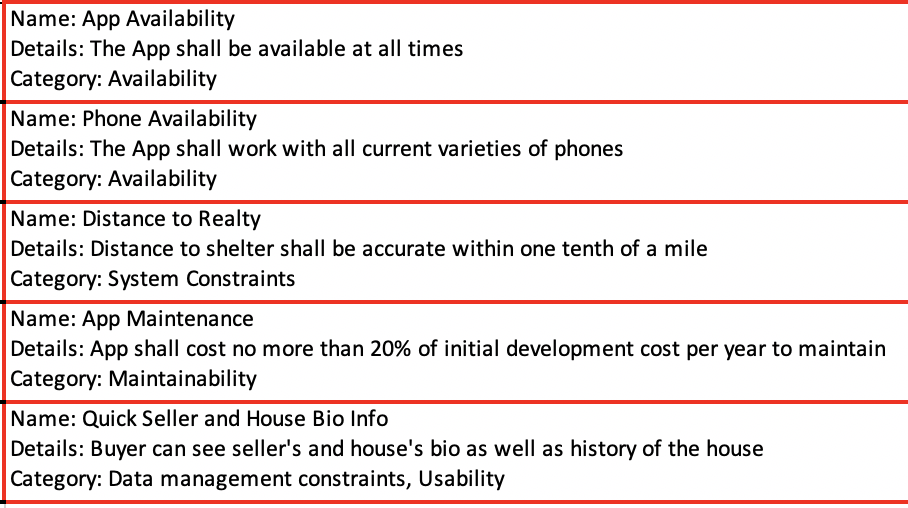 Name: App Availability
Details: The App shall be available at all times
Category: Availability
Name: Phone Availability
Details: The App shall work with all current varieties of phones
Category: Availability
Name: Distance to Realty
Details: Distance to shelter shall be accurate within one tenth of a mile
Category: System Constraints
Name: App Maintenance
Details: App shall cost no more than 20% of initial development cost per year to maintain
Category: Maintainability
Name: Quick Seller and House Bio Info
Details: Buyer can see seller's and house's bio as well as history of the house
Category: Data management constraints, Usability